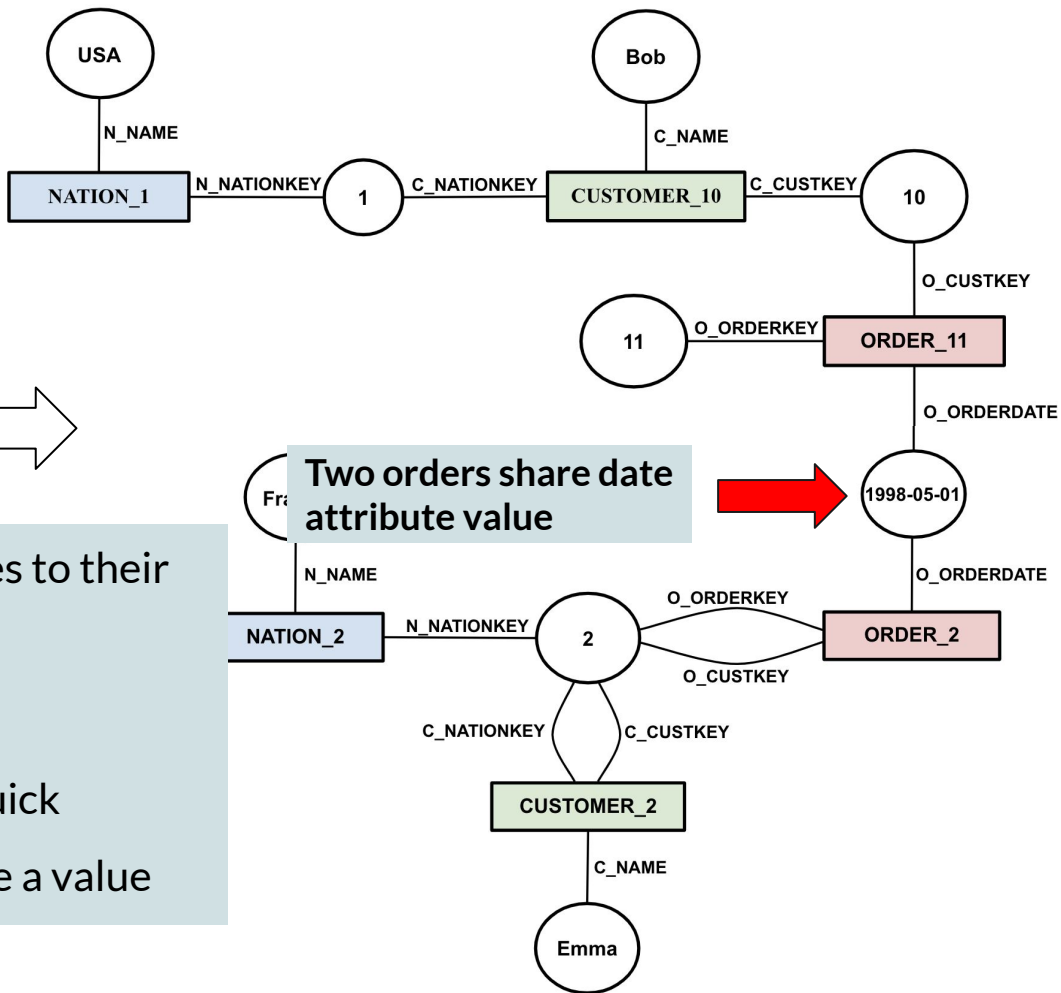 USA
Bob
N_NAME
C_NAME
NATION_1
N_NATIONKEY
1
C_NATIONKEY
CUSTOMER_10
C_CUSTKEY
10
O_CUSTKEY
11
O_ORDERKEY
ORDER_11
O_ORDERDATE
Two orders share date
attribute value
1998-05-01
es to their
N_NAME
O_ORDERDATE
O_ORDERKEY
NATION_2
N_NATIONKEY
2
ORDER_2
O_CUSTKEY
C_NATIONKEY
C_CUSTKEY
uick
CUSTOMER_2
e a value
C_NAME
Emma